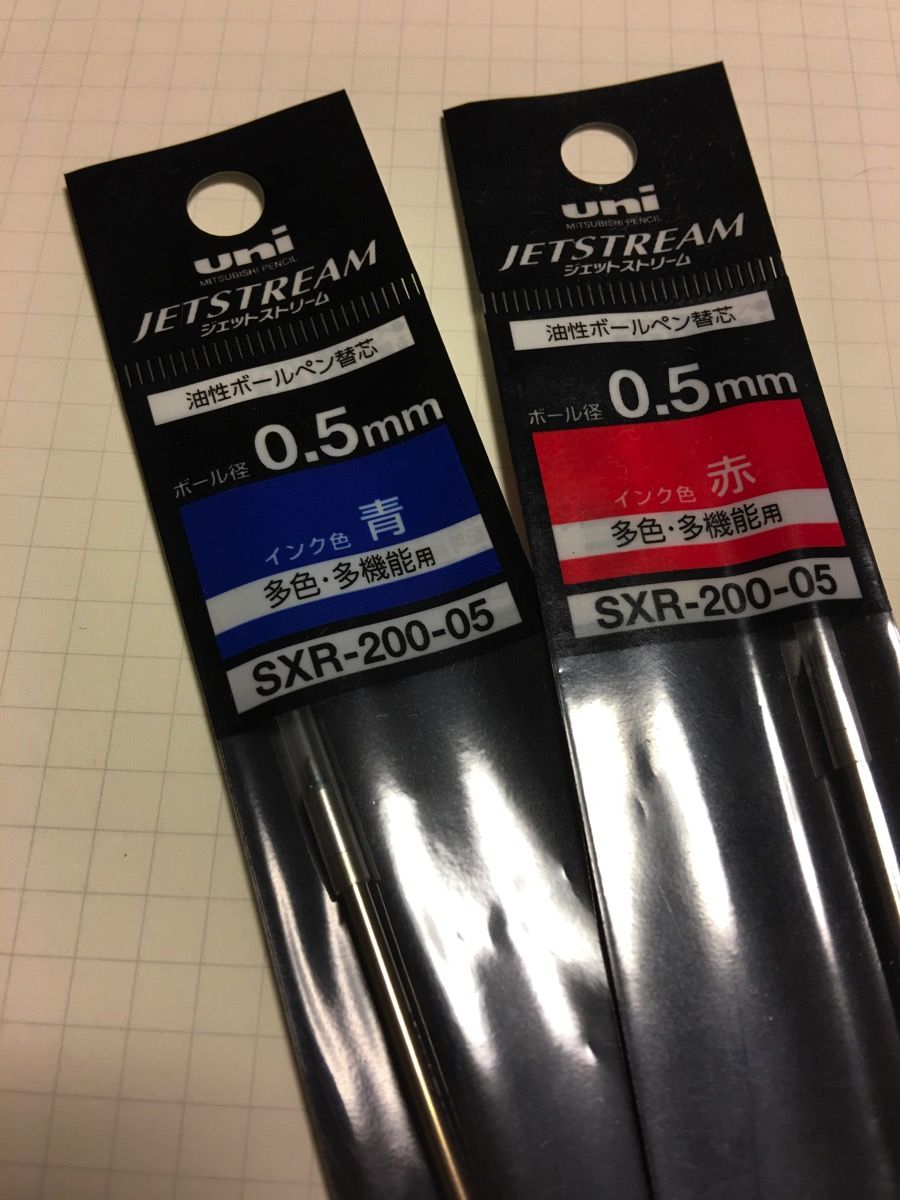 uni
MITSUBISHI PENCIL
JETSTREAM
ジェットストリーム
油性ボールペン替芯
ボール径 0.5mm
インク色 青
多色・多機能用
SXR-200-05
uni
MITSUBISHI PENCIL
JETSTREAM
ジェットストリーム
油性ボールペン替芯
ボール径 0.5mm
インク色 赤
多色・多機能用
SXR-200-05